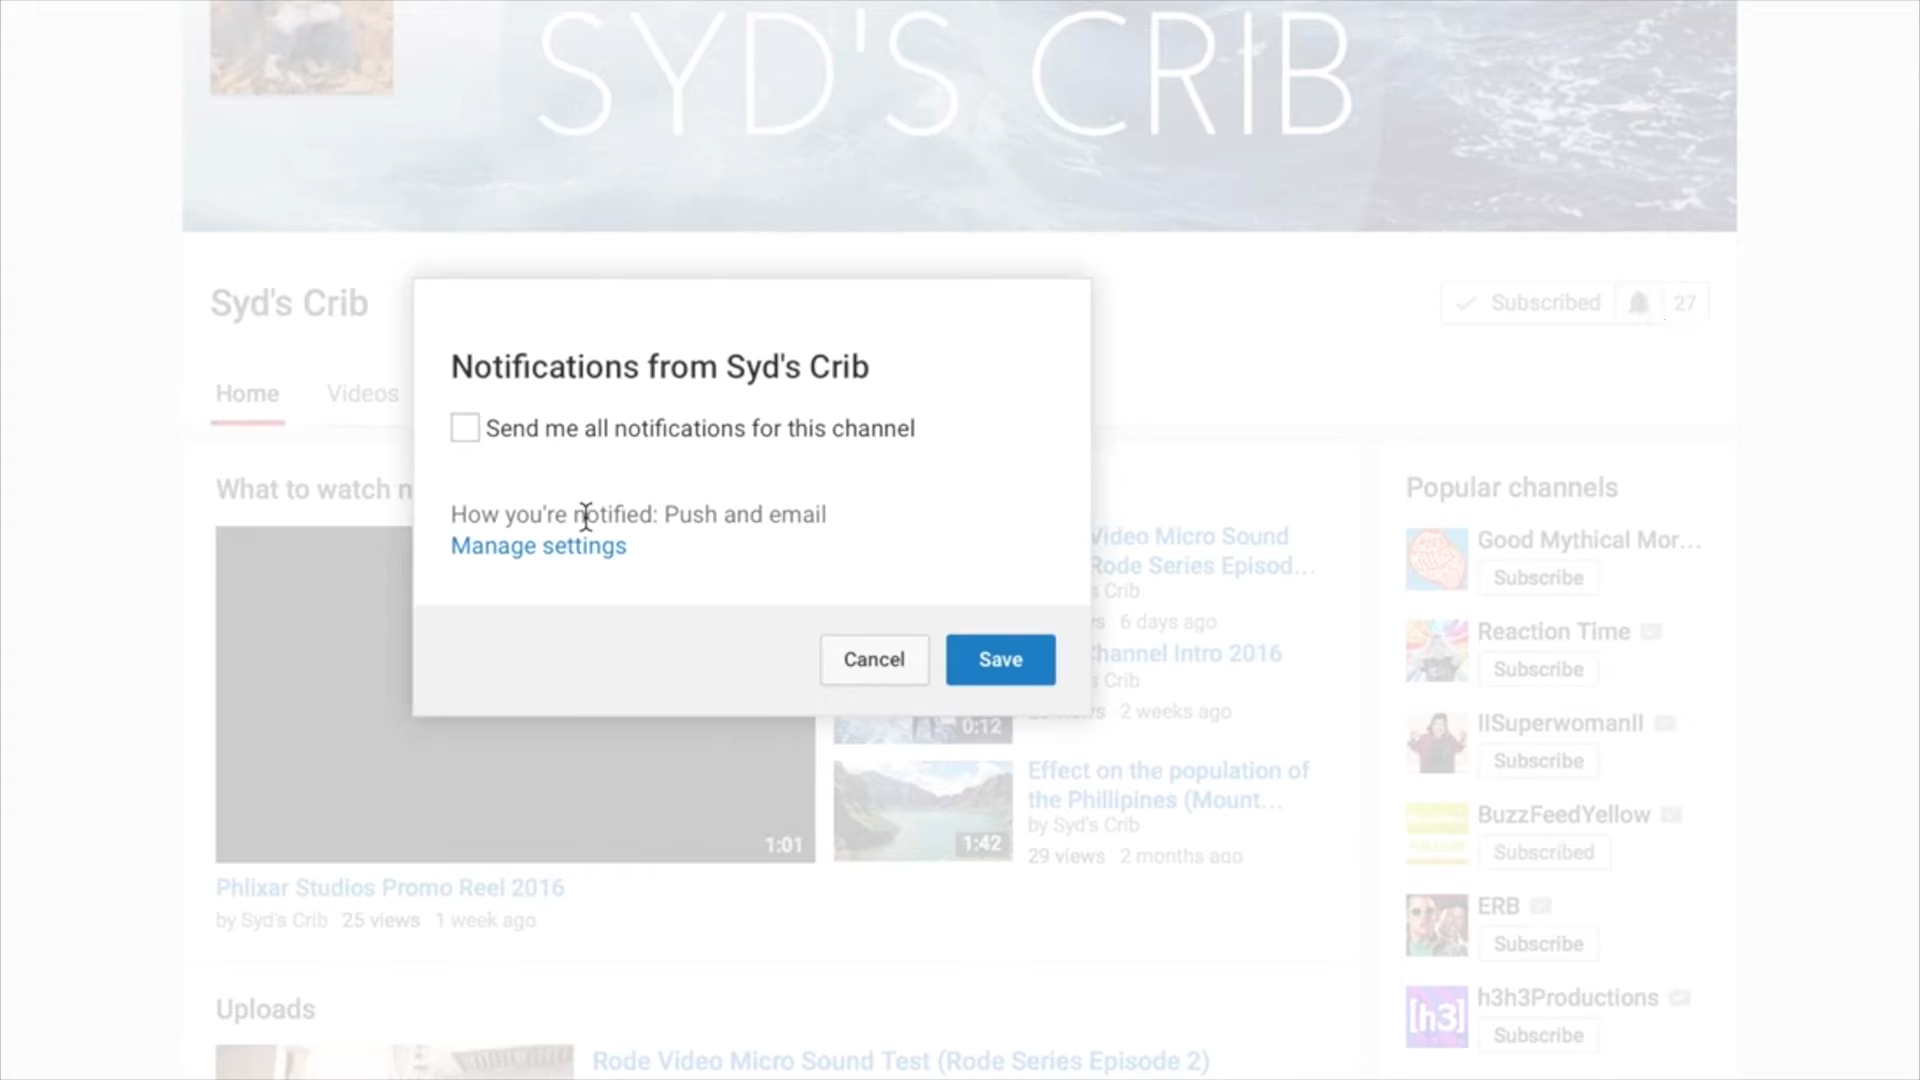 SYD'S CRIB
Syd's Crib
Subscribed
27
Home
Videos
Notifications from Syd's Crib
Send me all notifications for this channel
How you're notified: Push and email
Manage settings
Cancel
Save
What to watch n
1:01
Phlixar Studios Promo Reel 2016
by Syd's Crib 25 views 1 week ago
Video Micro Sound
Rode Series Episod...
Crib
6 days ago
Channel Intro 2016
Crib
2 weeks ago
0:12
Effect on the population of
the Phillipines (Mount...
by Syd's Crib
29 views 2 months ago
1:42
Uploads
Rode Video Micro Sound Test (Rode Series Episode 2)
Popular channels
Good Mythical Mor...
Subscribe
Reaction Time
Subscribe
IISuperwomanII
Subscribe
BuzzFeedYellow
Subscribed
ERB
Subscribe
[h3]
h3h3Productions
Subscribe